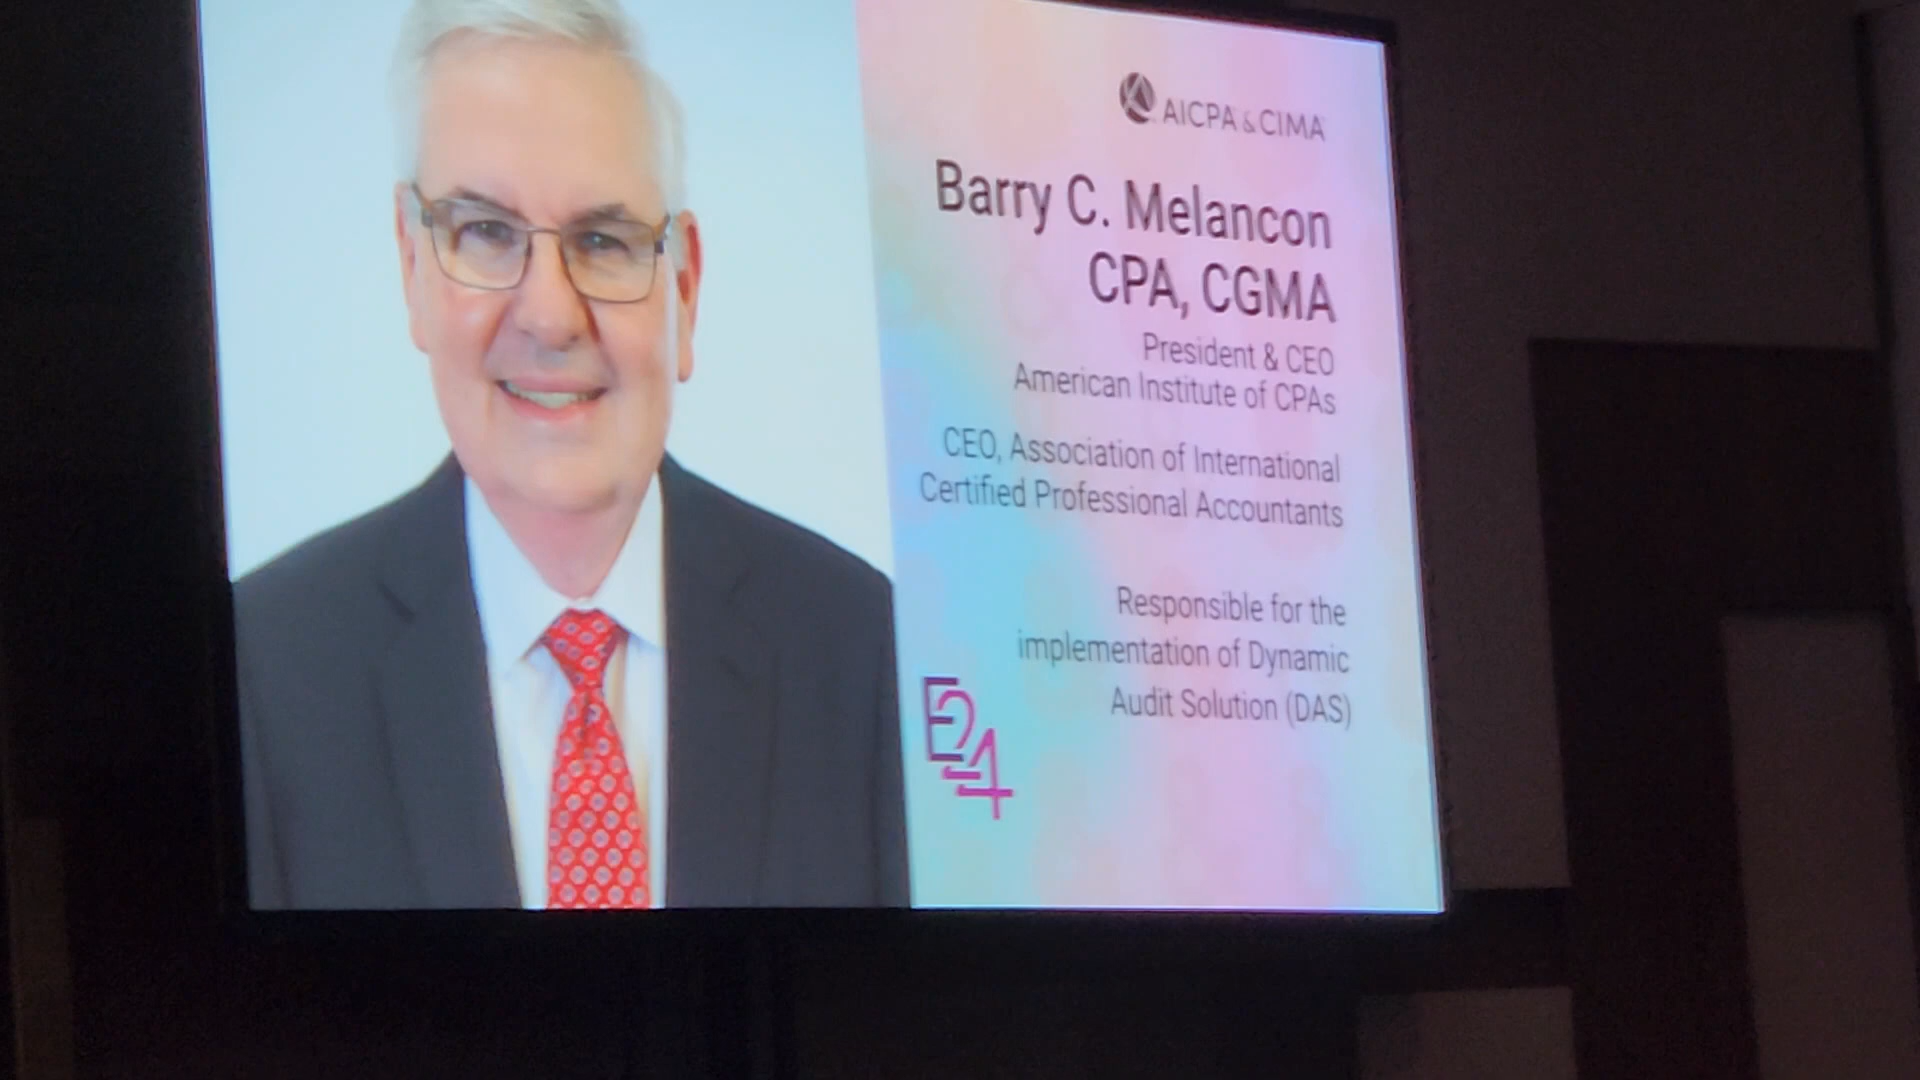 AICPA & CIMA
Barry C. Melancon
CPA, CGMA
President & CEO
American Institute of CPAs
CEO, Association of International
Certified Professional Accountants
Responsible for the
implementation of Dynamic
Audit Solution (DAS)
E24